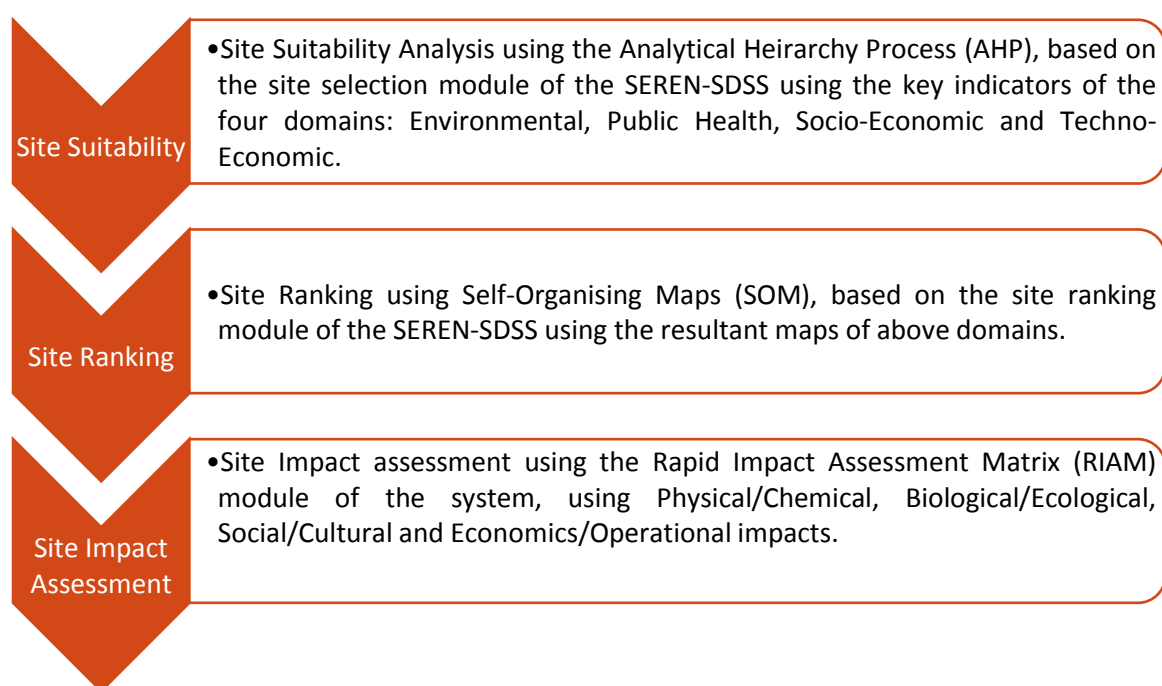 Site Suitability
•Site Suitability Analysis using the Analytical Heirarchy Process (AHP), based on
the site selection module of the SEREN-SDSS using the key indicators of the
four domains: Environmental, Public Health, Socio-Economic and Techno-
Economic.
Site Ranking
•Site Ranking using Self-Organising Maps (SOM), based on the site ranking
module of the SEREN-SDSS using the resultant maps of above domains.
Site Impact
Assessment
•Site Impact assessment using the Rapid Impact Assessment Matrix (RIAM)
module of the system, using Physical/Chemical, Biological/Ecological,
Social/Cultural and Economics/Operational impacts.